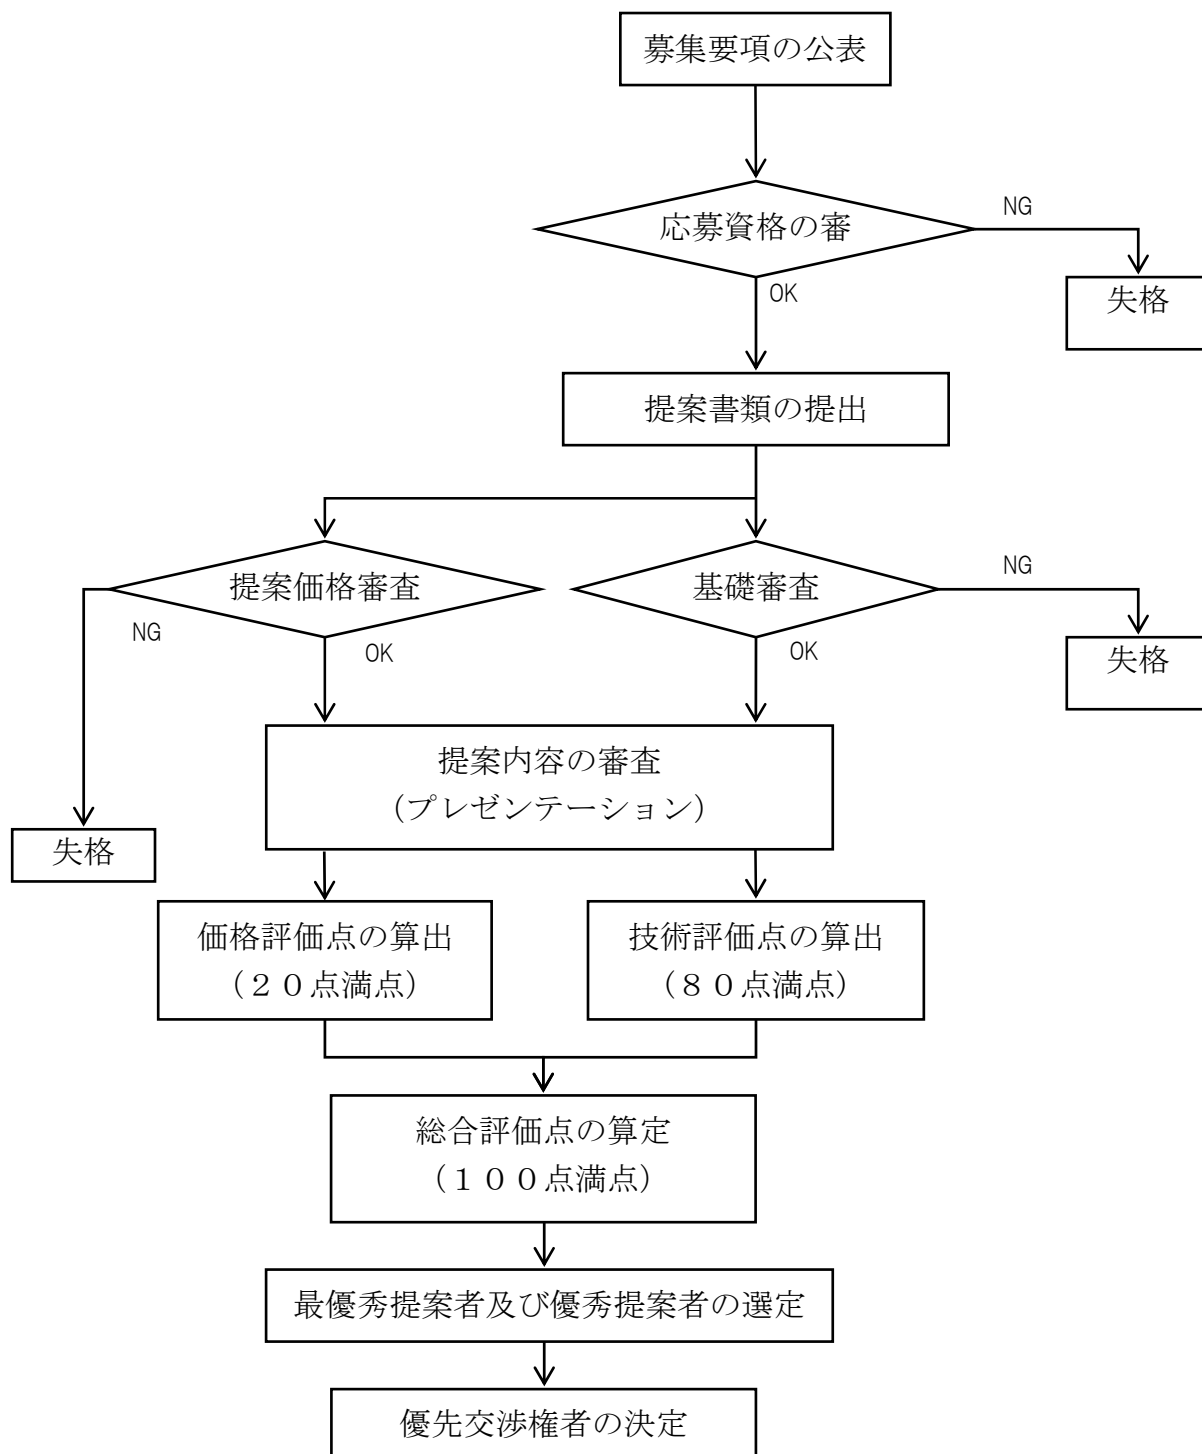 募集要項の公表
応募資格の審
NG
失格
OK
提案書類の提出
提案価格審査
基礎審査
NG
NG
OK
OK
失格
提案内容の審査
（プレゼンテーション）
失格
価格評価点の算出
（２０点満点）
技術評価点の算出
（８０点満点）
総合評価点の算定
（１００点満点）
最優秀提案者及び優秀提案者の選定
優先交渉権者の決定